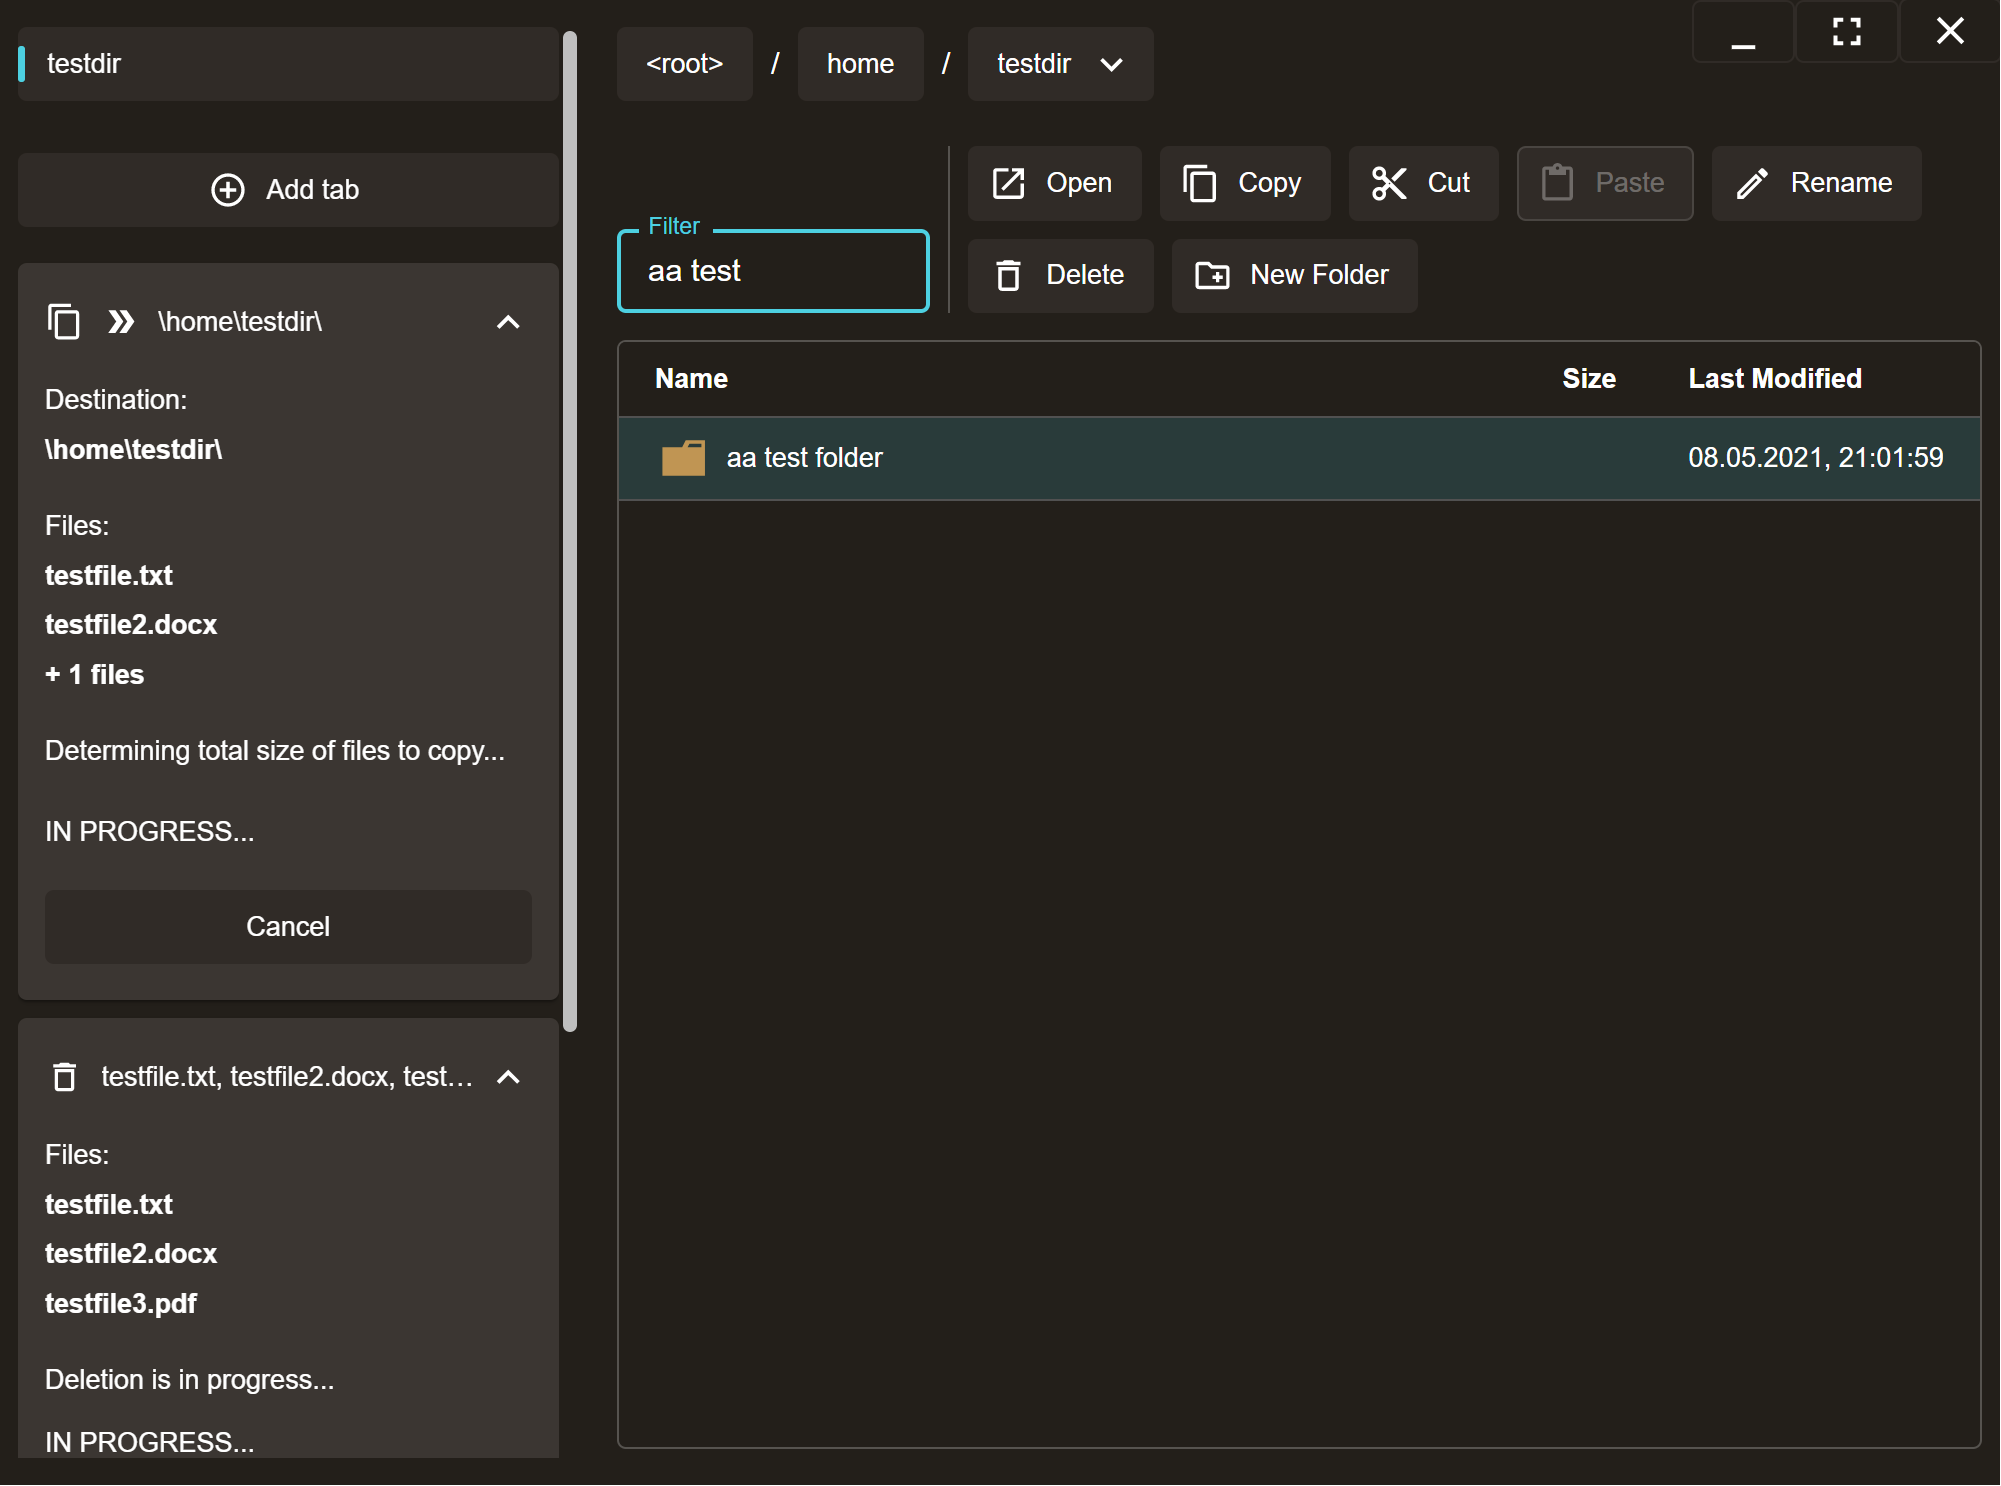 testdir
Add tab
\home\testdir\
Destination:
\home\testdir\
Files:
testfile.txt
testfile2.docx
+ 1 files
Determining total size of files to copy...
IN PROGRESS...
Cancel
testfile.txt, testfile2.docx, test...
Files:
testfile.txt
testfile2.docx
testfile3.pdf
Deletion is in progress...
IN PROGRESS...
<root> / home / testdir
Filter
aa test
Open Copy Cut Paste Rename
Delete New Folder
Name Size Last Modified
aa test folder 08.05.2021, 21:01:59